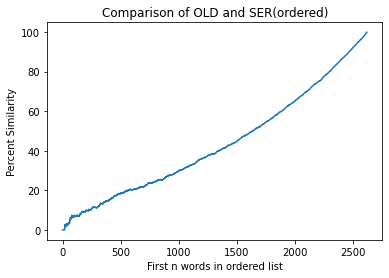 Comparison of OLD and SER(ordered)
100
80
60
40
20
0
Percent Similarity
0 500 1000 1500 2000 2500
First n words in ordered list